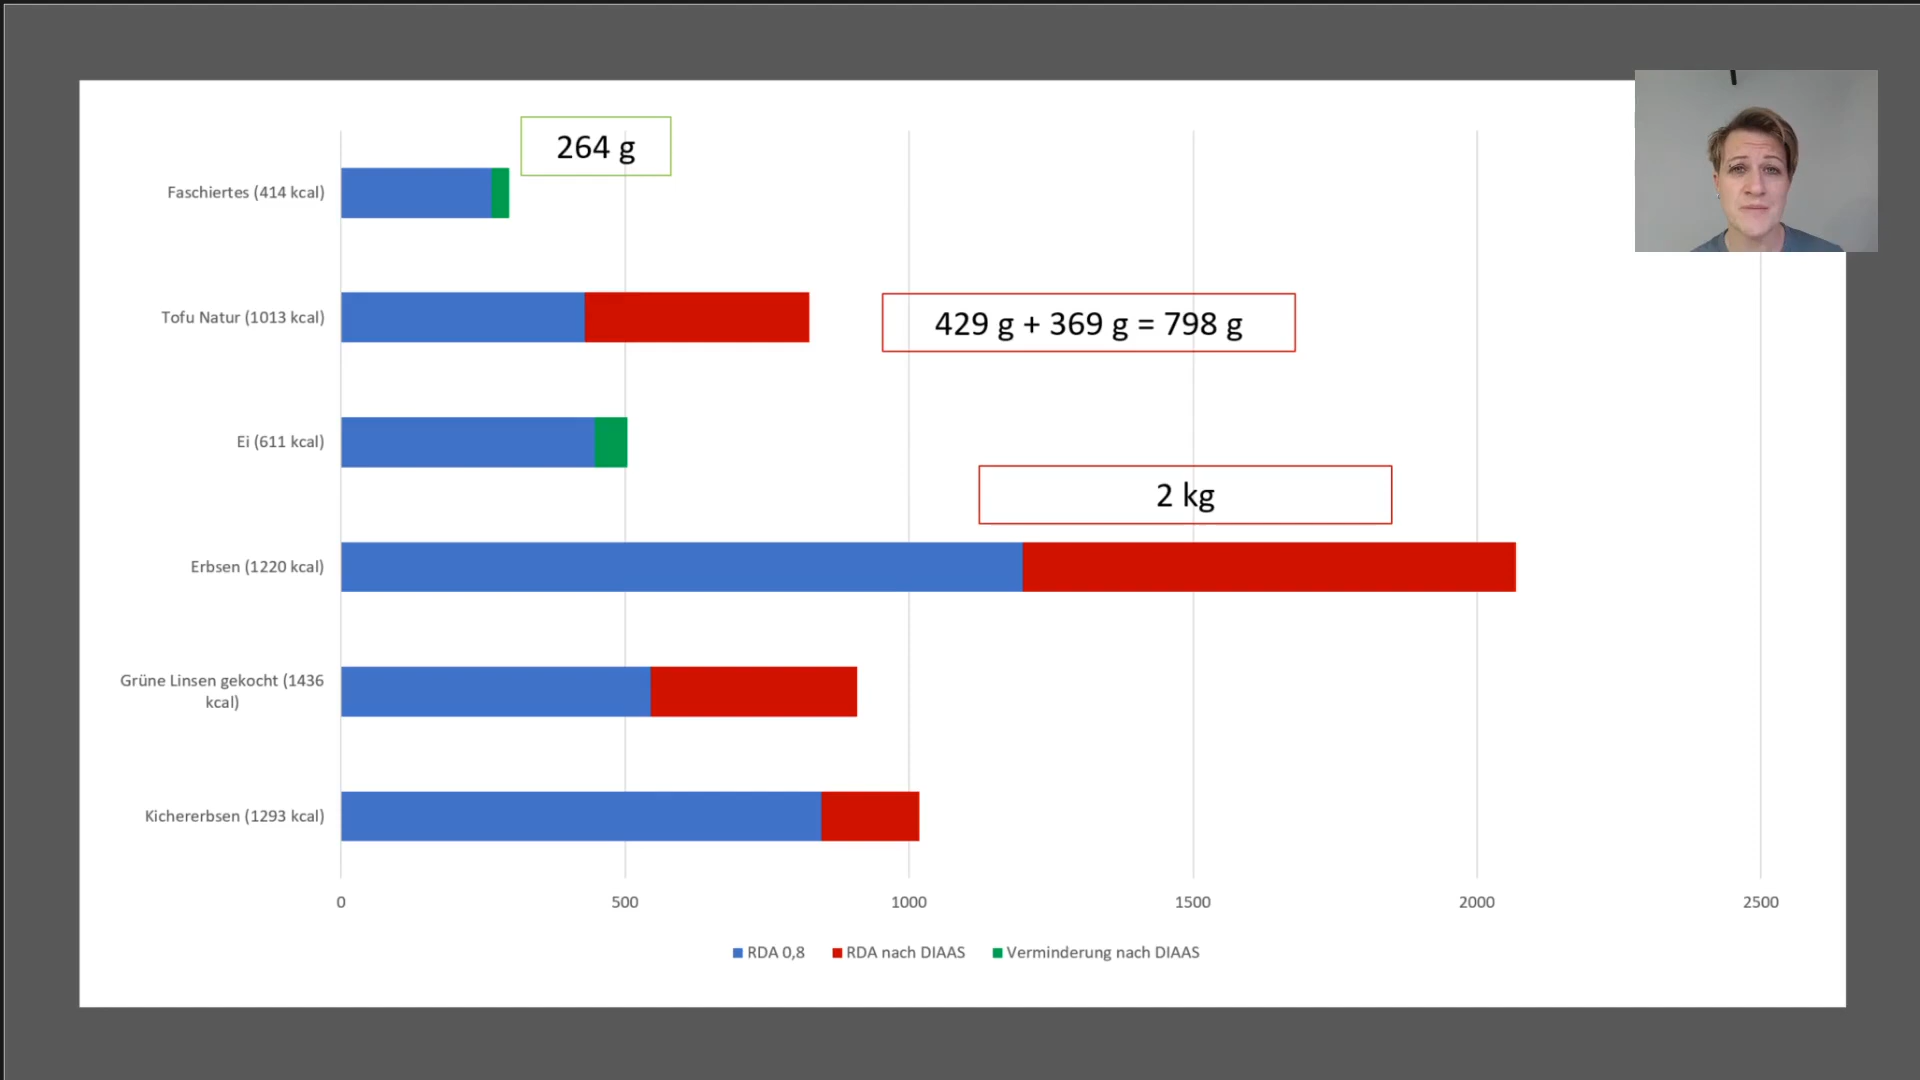 264 g
Faschiertes (414 kcal)
Tofu Natur (1013 kcal)
429 g + 369 g = 798 g
Ei (611 kcal)
2 kg
Erbsen (1220 kcal)
Grüne Linsen gekocht (1436
kcal)
Kichererbsen (1293 kcal)
0 500 1000 1500 2000 2500
RDA 0,8 RDA nach DIAAS Verminderung nach DIAAS